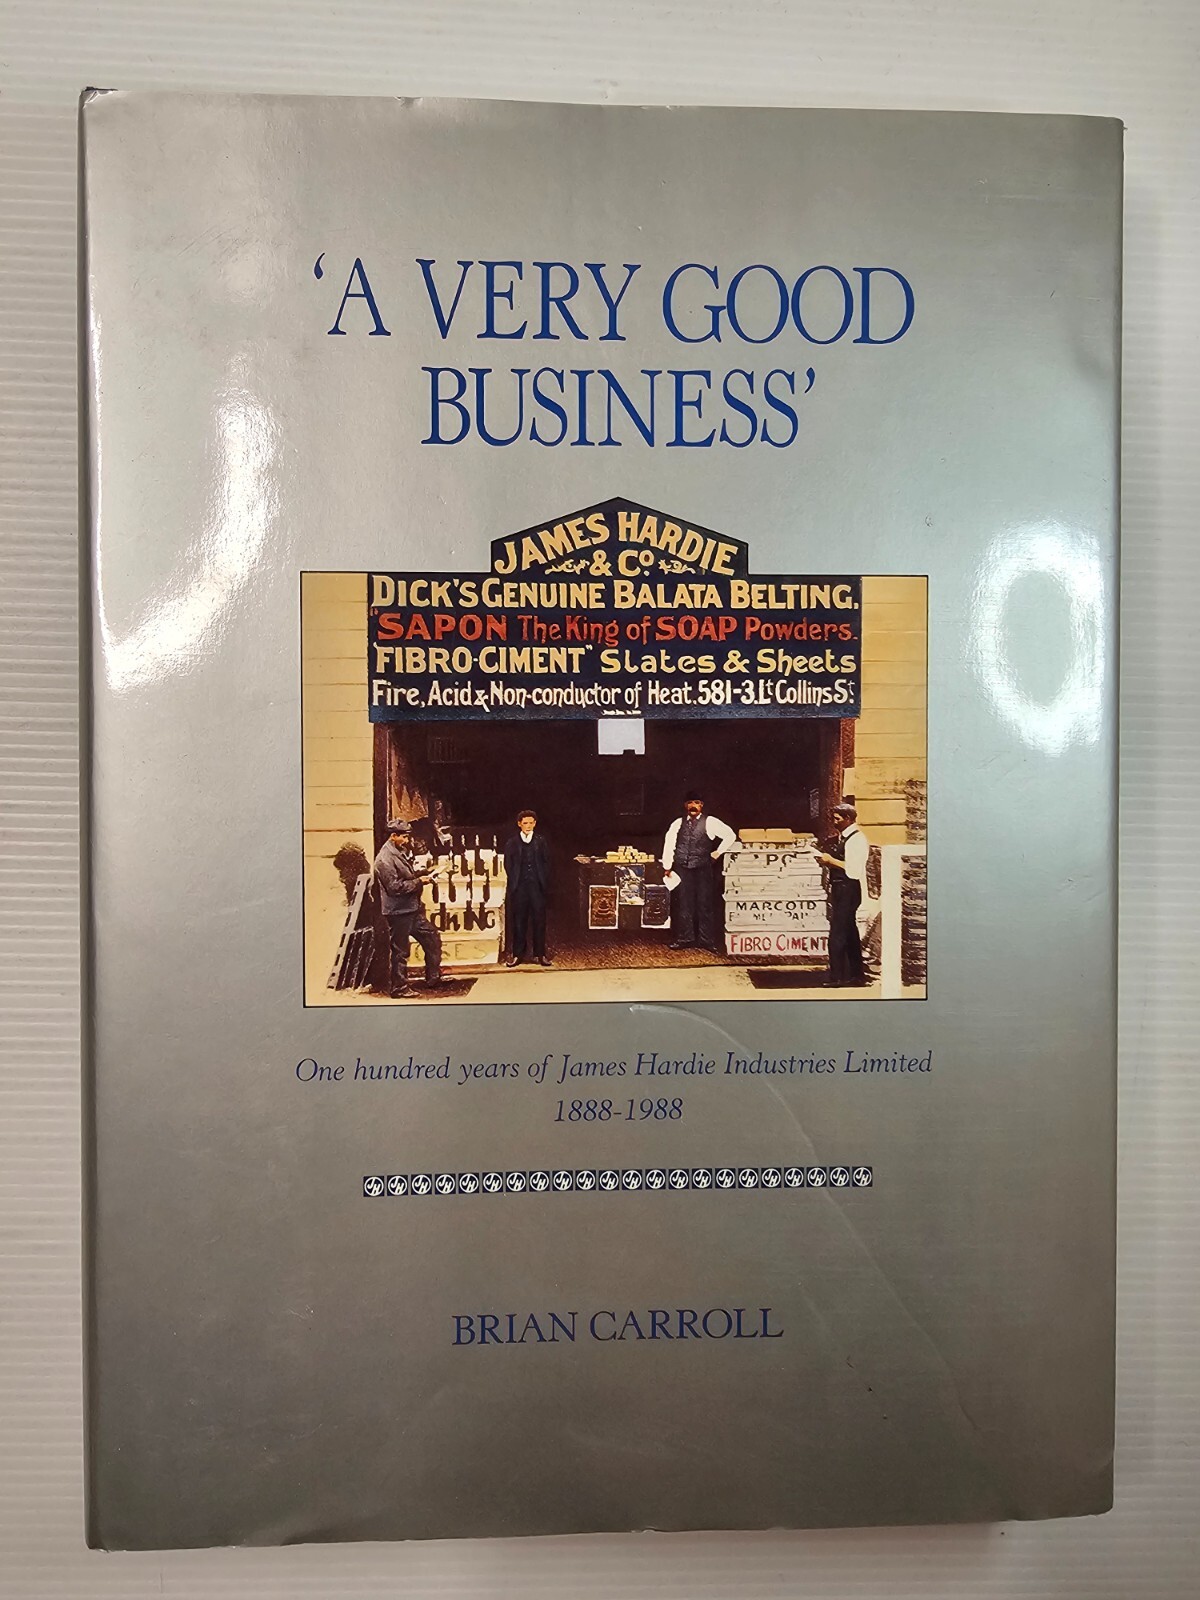 ‘A VERY GOOD
BUSINESS’
JAMES HARDIE
& Co.
DICK'S GENUINE BALATA BELTING.
"SAPON The King of SOAP Powders.
"FIBRO-CIMENT" Slates & Sheets
Fire, Acid & Non-conductor of Heat. 581-3. Lt Collins St.
MARCOID
FIBRO CIMENT
One hundred years of James Hardie Industries Limited
1888-1988
BRIAN CARROLL